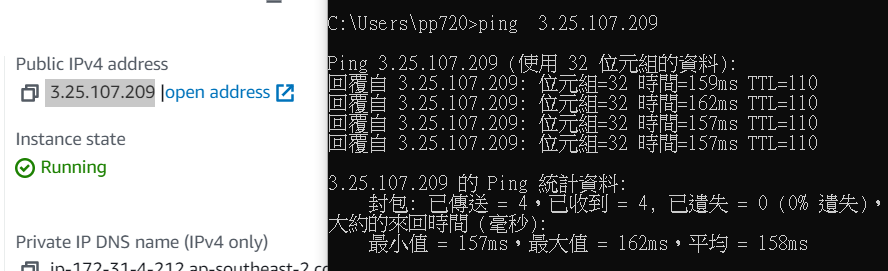 Public IPv4 address
3.25.107.209 |open address
Instance state
Running
Private IP DNS name (IPv4 only)
ip-172-31-4-212.ap-southeast-2.co
C:\Users\pp720>ping  3.25.107.209
Ping 3.25.107.209 (使用 32 位元組的資料):
回覆自 3.25.107.209: 位元組=32 時間=159ms TTL=110
回覆自 3.25.107.209: 位元組=32 時間=162ms TTL=110
回覆自 3.25.107.209: 位元組=32 時間=157ms TTL=110
回覆自 3.25.107.209: 位元組=32 時間=157ms TTL=110
3.25.107.209 的 Ping 統計資料:
封包: 已傳送 = 4，已收到 = 4, 已遺失 = 0 (0% 遺失)，
大約的來回時間 (毫秒):
最小值 = 157ms，最大值 = 162ms，平均 = 158ms